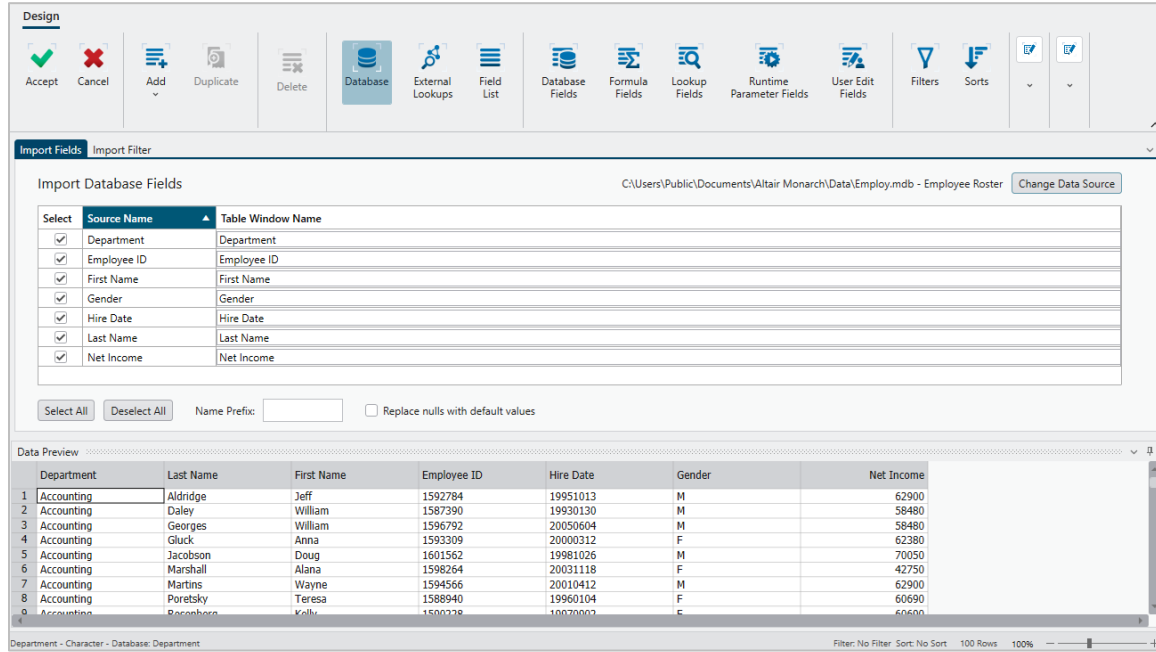 Design
Accept Cancel Add Duplicate Delete Database External Lookups Field List Database Fields Formula Fields Lookup Fields Runtime Parameter Fields User Edit Fields Filters Sorts
Import Fields Import Filter
Import Database Fields C:\Users\Public\Documents\Altair Monarch\Data\Employ.mdb - Employee Roster Change Data Source
Select Source Name Table Window Name
Department Department
Employee ID Employee ID
First Name First Name
Gender Gender
Hire Date Hire Date
Last Name Last Name
Net Income Net Income
Select All Deselect All Name Prefix: Replace nulls with default values
Data Preview
Department Last Name First Name Employee ID Hire Date Gender Net Income
1 Accounting Aldridge Jeff 1592784 19951013 M 62900
2 Accounting Daley William 1587390 19930130 M 58480
3 Accounting Georges William 1596792 20050604 M 58480
4 Accounting Gluck Anna 1593309 20000312 F 62380
5 Accounting Jacobson Doug 1601562 19981026 M 70050
6 Accounting Marshall Alana 1598264 20031118 F 42750
7 Accounting Martins Wayne 1594566 20010412 M 62900
8 Accounting Poretsky Teresa 1588940 19960104 F 60690
9 Accounting Rosenberg Kelly
Department - Character - Database: Department Filter: No Filter Sort: No Sort 100 Rows 100%